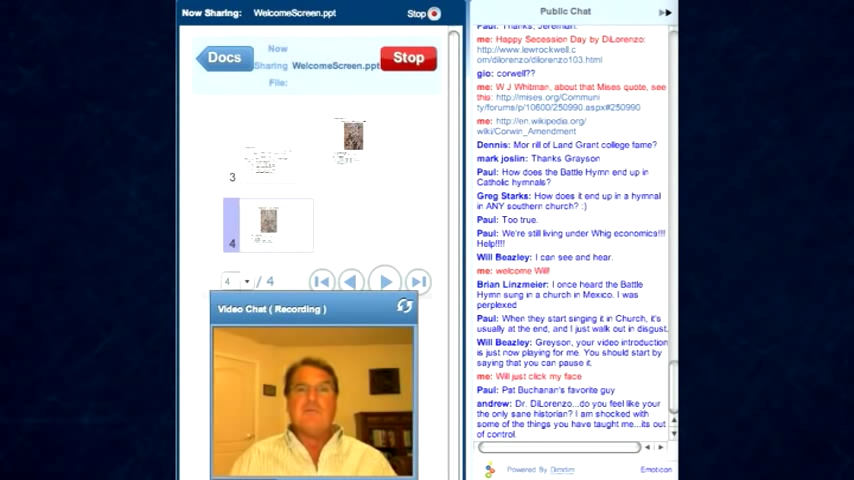 Now Sharing: WelcomeScreen.ppt Stop
Docs
Now
Sharing WelcomeScreen.ppt
File:
Stop
3
4
4 / 4
Video Chat ( Recording )
Public Chat
Paul: Thanks, Jeremiah.
me: Happy Secession Day by DiLorenzo:
http://www.lewrockwell.c
om/dilorenzo/dilorenzo103.html
gio: corwell??
me: W J Whitman, about that Mises quote, see
this: http://mises.org/Communi
ty/forums/p/10600/250990.aspx#250990
me: http://en.wikipedia.org/
wiki/Corwin_Amendment
Dennis: Mor rill of Land Grant college fame?
mark joslin: Thanks Grayson
Paul: How does the Battle Hymn end up in
Catholic hymnals?
Greg Starks: How does it end up in a hymnal
in ANY southern church? :)
Paul: Too true.
Paul: We're still living under Whig economics!!!
Help!!!!
Will Beazley: I can see and hear.
me: welcome Will!
Brian Linzmeier: I once heard the Battle
Hymn sung in a church in Mexico. I was
perplexed
Paul: When they start singing it in Church, it's
usually at the end, and I just walk out in disgust.
Will Beazley: Greyson, your video introduction
is just now playing for me. You should start by
saying that you can pause it.
me: Will just click my face
Paul: Pat Buchanan's favorite guy
andrew: Dr. DiLorenzo...do you feel like your
the only sane historian? I am shocked with
some of the things you have taught me...its out
of control
Powered By Dimdim
Emoticon